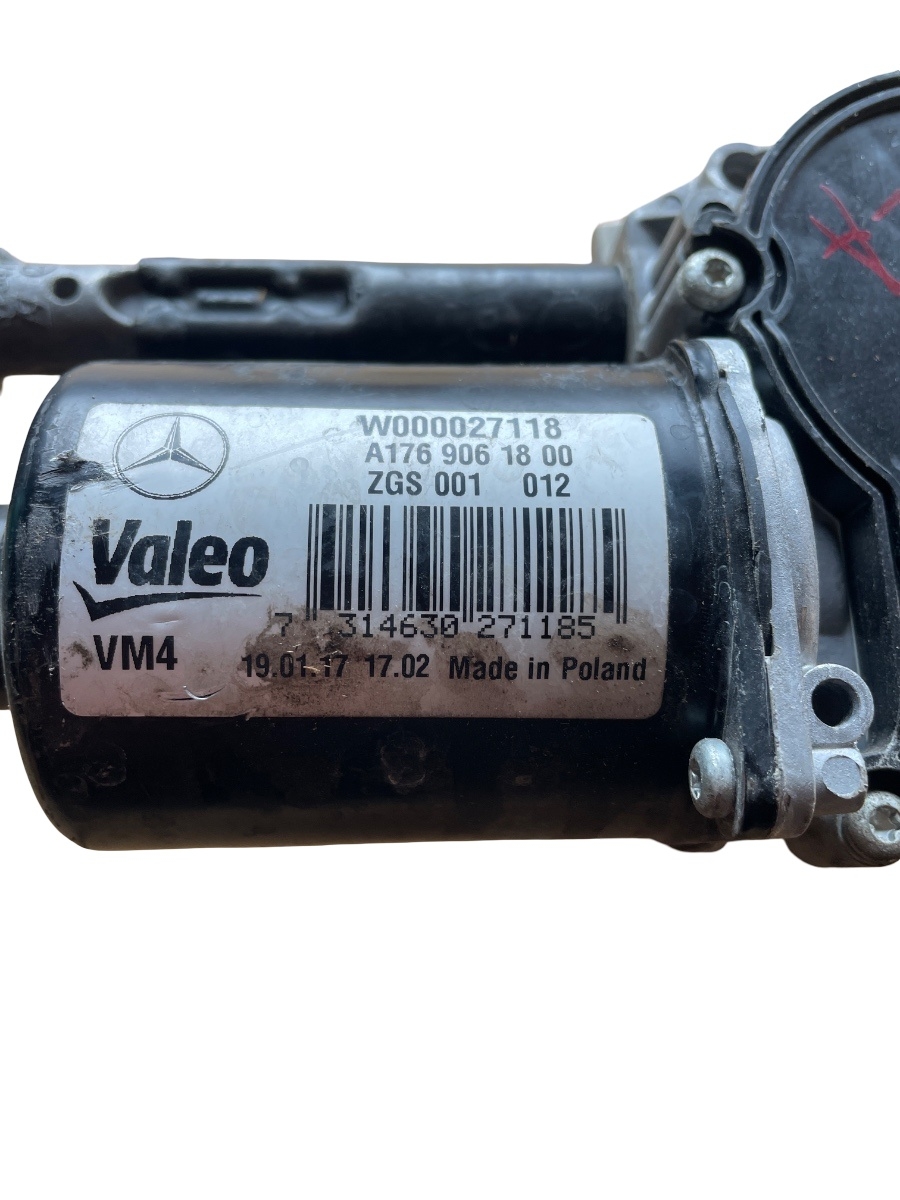 W000027118
A176 906 18 00
ZGS 001 012
Valeo
7 314630 271185
VM4 19.01.17 17.02 Made in Poland